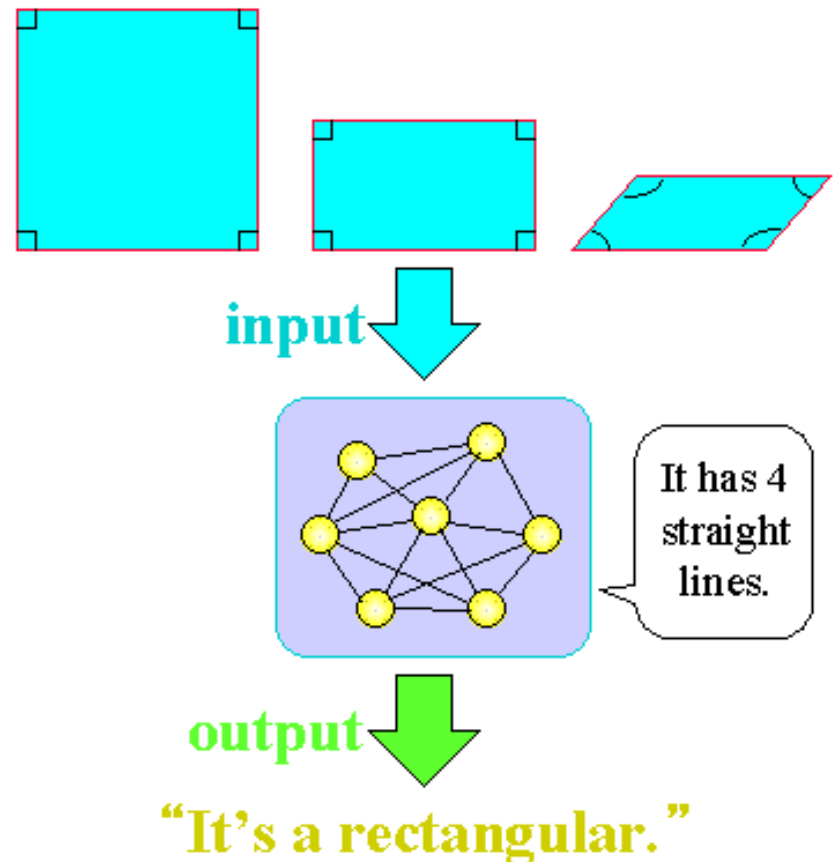 input
It has 4
straight
lines.
output
“It’s a rectangular.”